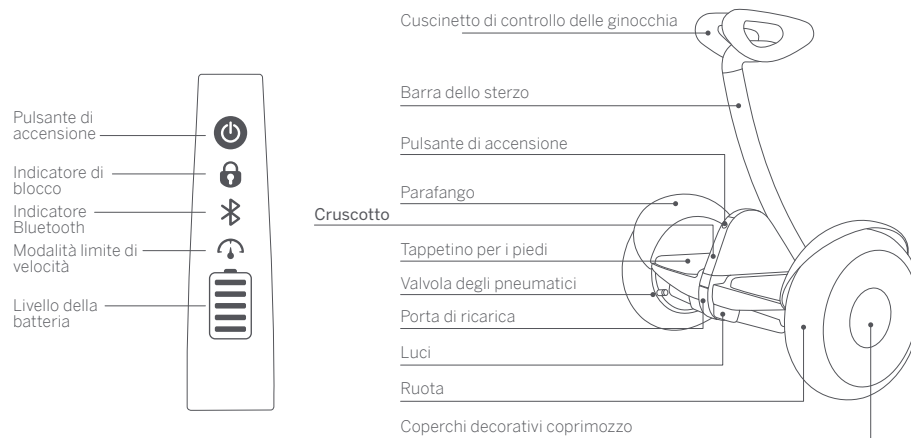 Pulsante di
accensione
Indicatore di
blocco
Indicatore
Bluetooth
Modalità limite di
velocità
Livello della
batteria
Cuscinetto di controllo delle ginocchia
Barra dello sterzo
Pulsante di accensione
Parafango
Cruscotto
Tappetino per i piedi
Valvola degli pneumatici
Porta di ricarica
Luci
Ruota
Coperchi decorativi coprimozzo